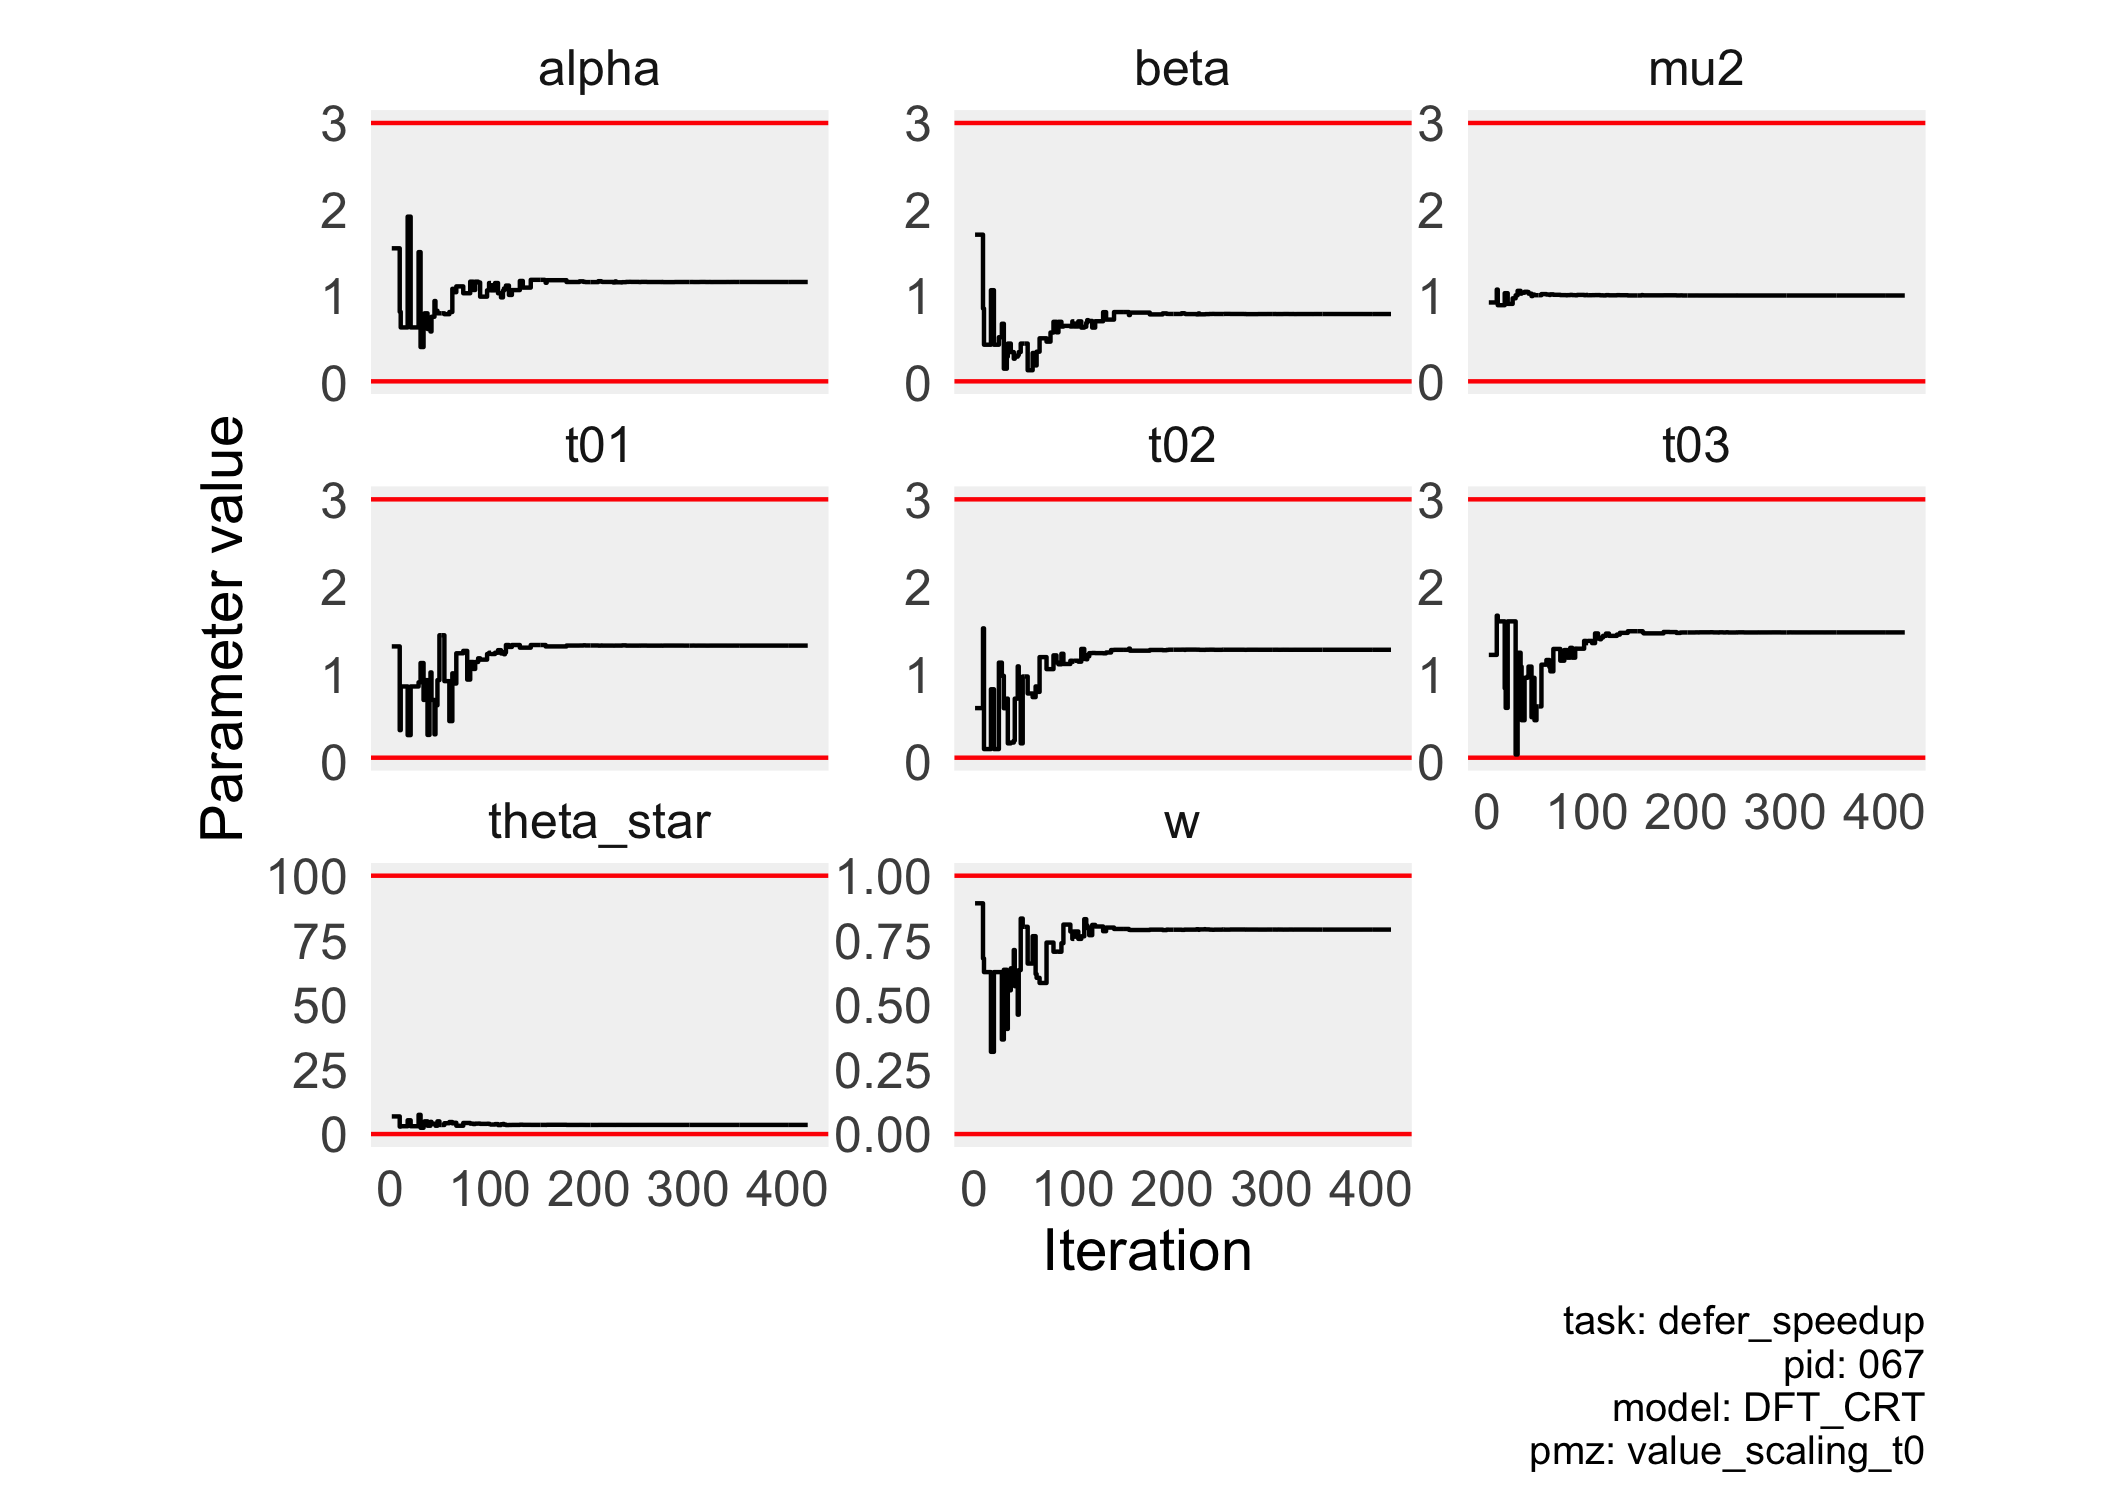 alpha
beta
mu2
3
2
1
0
3
2
1
0
3
2
1
0
t01
t02
t03
3
2
1
0
3
2
1
0
3
2
1
0
0 100 200 300 400
theta_star
w
100
75
50
25
0
1.00
0.75
0.50
0.25
0.00
0 100 200 300 400
0 100 200 300 400
Parameter value
Iteration
task: defer_speedup
pid: 067
model: DFT_CRT
pmz: value_scaling_t0